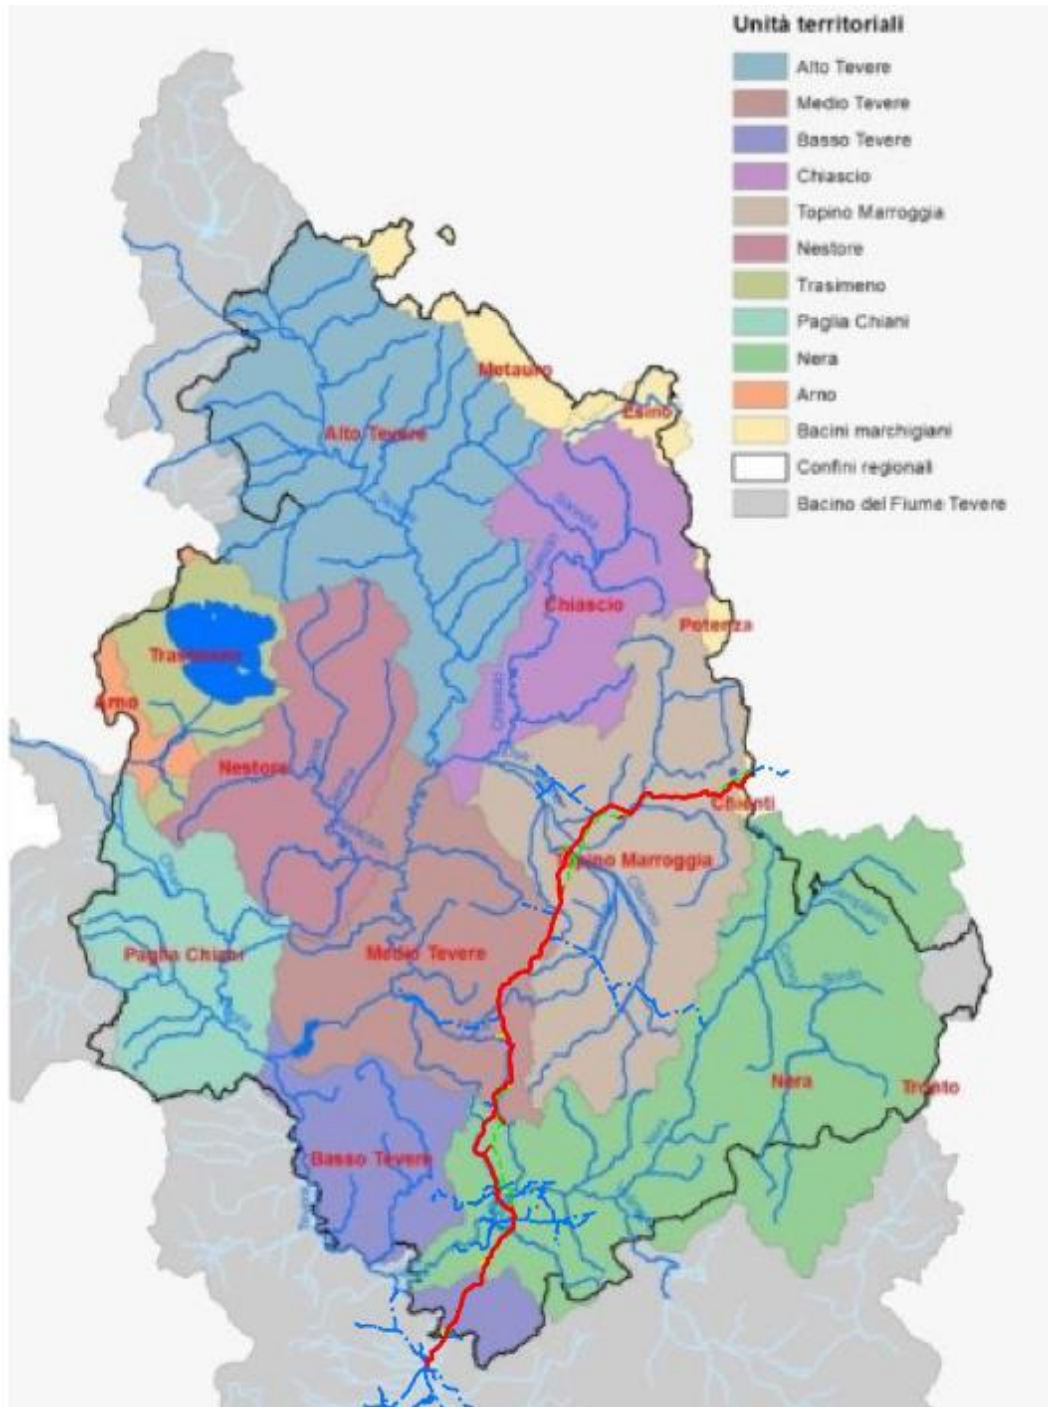 Unità territoriali
Alto Tevere
Medio Tevere
Basso Tevere
Chiascio
Topino Marroggia
Nestore
Trasimeno
Paglia Chiani
Nera
Arno
Bacini marchigiani
Confini regionali
Bacino del Fiume Tevere
Metauro
Esino
Alto Tevere
Chiascio
Potenza
Trasimeno
Arno
Nestore
Chienti
Topino Marroggia
Paglia Chiani
Medio Tevere
Nera
Tronto
Basso Tevere